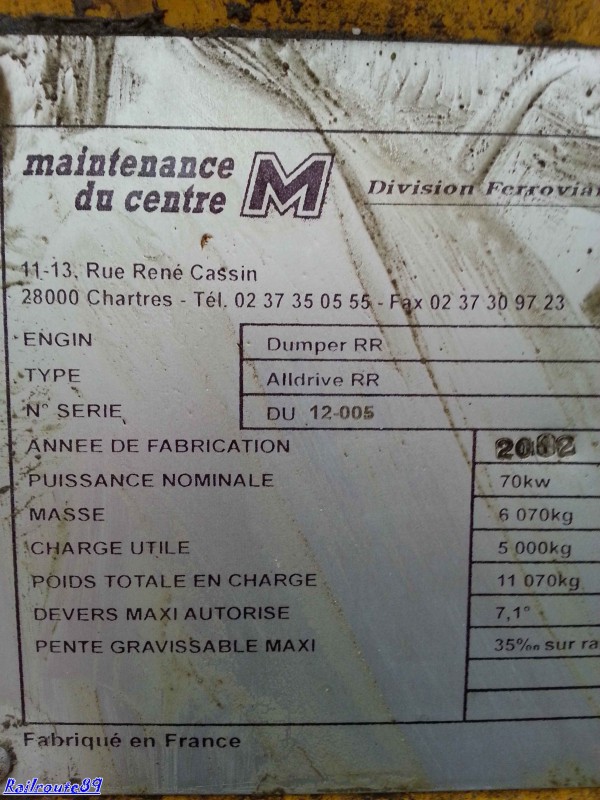 maintenance
du centre M
Division Ferrovia
11-13, Rue René Cassin
28000 Chartres - Tél. 02 37 35 05 55 - Fax 02 37 30 97 23
ENGIN Dumper RR
TYPE Alldrive RR
N° SERIE DU 12-005
ANNEE DE FABRICATION
PUISSANCE NOMINALE 70kw
MASSE 6 070kg
CHARGE UTILE 5 000kg
POIDS TOTALE EN CHARGE 11 070kg
DEVERS MAXI AUTORISE 7,1°
PENTE GRAVISSABLE MAXI 35‰ sur ra
Fabriqué en France
Railroute89